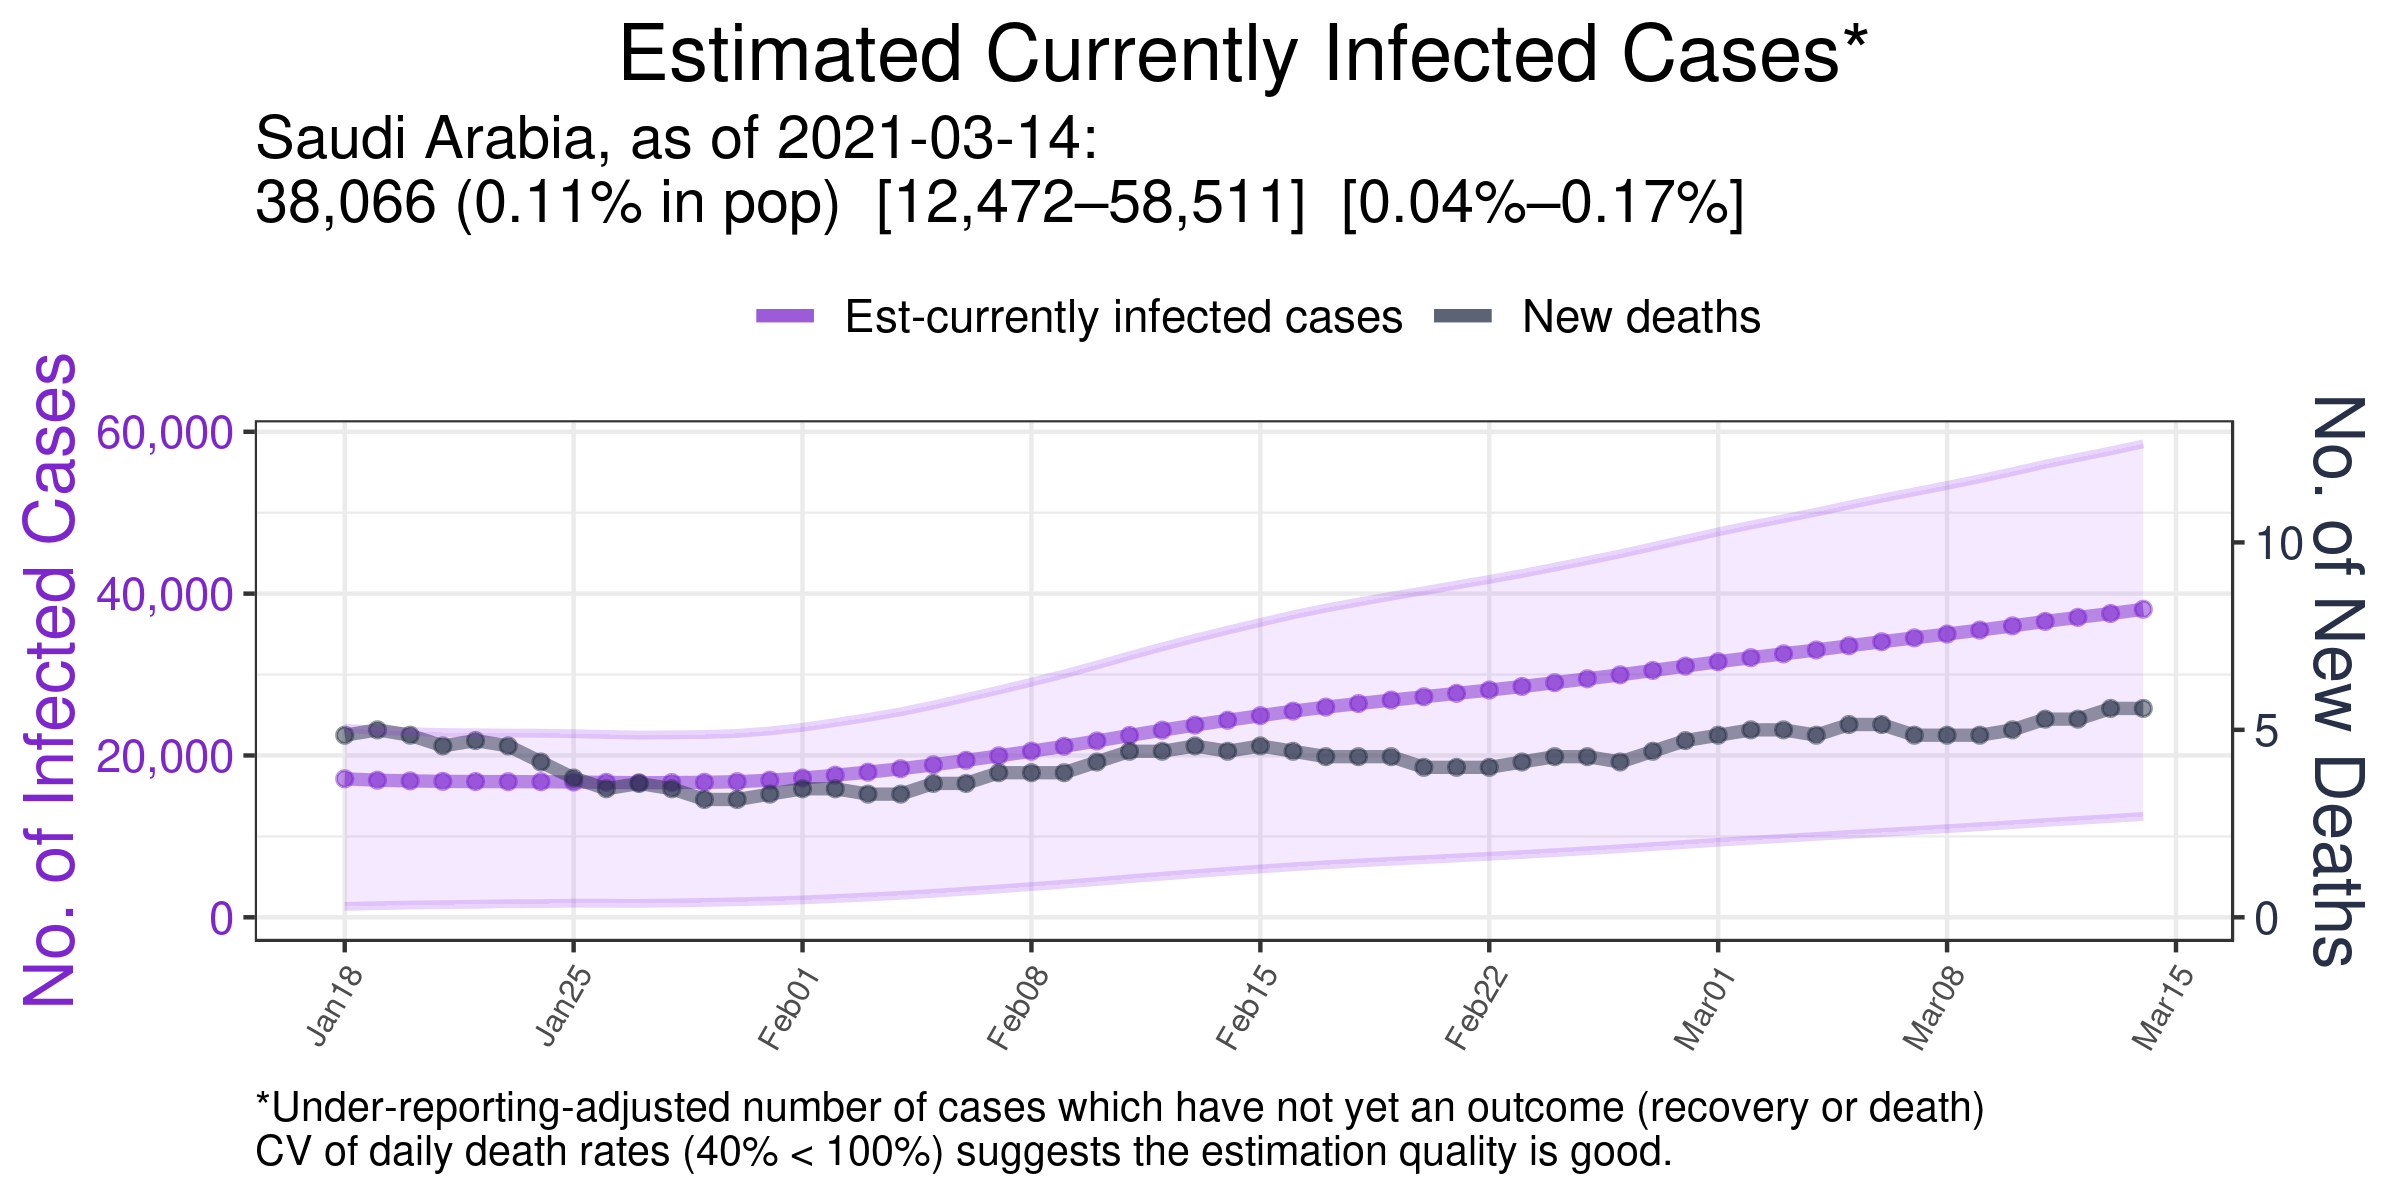 Estimated Currently Infected Cases*
Saudi Arabia, as of 2021-03-14:
38,066 (0.11% in pop)  [12,472–58,511]  [0.04%–0.17%]
Est-currently infected cases
New deaths
No. of Infected Cases
60,000
40,000
20,000
0
10
5
0
No. of New Deaths
Jan18
Jan25
Feb01
Feb08
Feb15
Feb22
Mar01
Mar08
Mar15
*Under-reporting-adjusted number of cases which have not yet an outcome (recovery or death)
CV of daily death rates (40% < 100%) suggests the estimation quality is good.